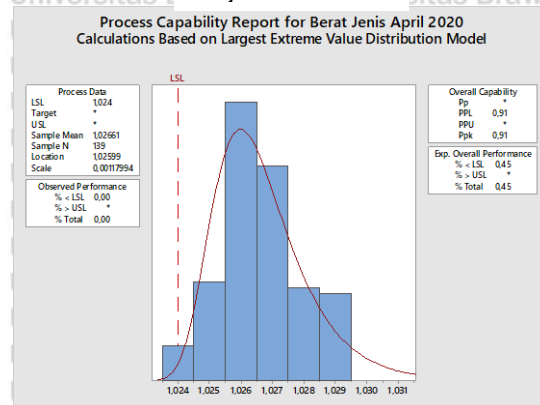 Process Capability Report for Berat Jenis April 2020
Calculations Based on Largest Extreme Value Distribution Model
LSL
Process Data
LSL 1,024
Target *
USL *
Sample Mean 1,02661
Sample N 139
Location 1,02599
Scale 0,00117994
Observed Performance
% < LSL 0,00
% > USL *
% Total 0,00
Overall Capability
Pp *
PPL 0,91
PPU *
Ppk 0,91
Exp. Overall Performance
% < LSL 0,45
% > USL *
% Total 0,45
1,024 1,025 1,026 1,027 1,028 1,029 1,030 1,031